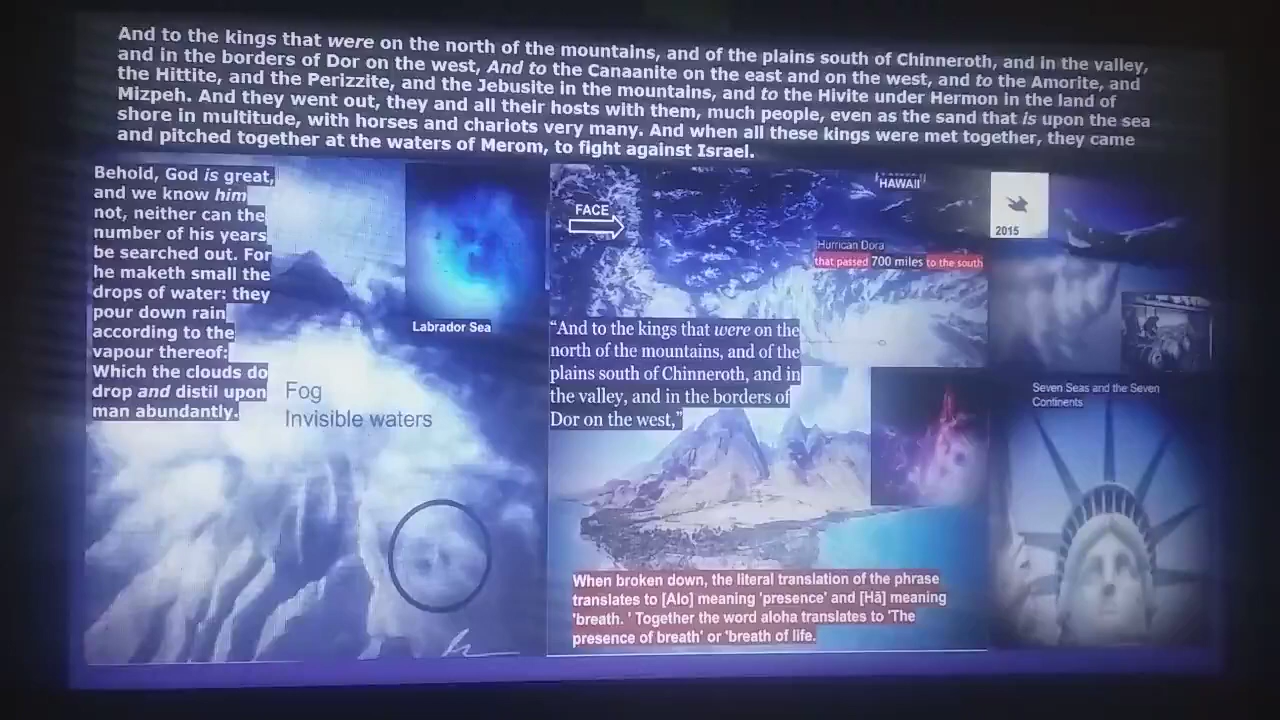 And to the kings that were on the north of the mountains, and of the plains south of Chinneroth, and in the valley,
and in the borders of Dor on the west, And to the Canaanite on the east and on the west, and to the Amorite, and
the Hittite, and the Perizzite, and the Jebusite in the mountains, and to the Hivite under Hermon in the land of
Mizpeh. And they went out, they and all their hosts with them, much people, even as the sand that is upon the sea
shore in multitude, with horses and chariots very many. And when all these kings were met together, they came
and pitched together at the waters of Merom, to fight against Israel.
Behold, God is great,
and we know him
not, neither can the
number of his years
be searched out. For
he maketh small the
drops of water: they
pour down rain
according to the
vapour thereof:
Which the clouds do
drop and distil upon
man abundantly.
Labrador Sea
Fog
Invisible waters
FACE
HAWAII
Hurrican Dora
that passed 700 miles to the south
"And to the kings that were on the
north of the mountains, and of the
plains south of Chinneroth, and in
the valley, and in the borders of
Dor on the west,"
When broken down, the literal translation of the phrase
translates to [Alo] meaning 'presence' and [Hā] meaning
'breath. ' Together the word aloha translates to 'The
presence of breath' or 'breath of life.
2015
Seven Seas and the Seven
Continents